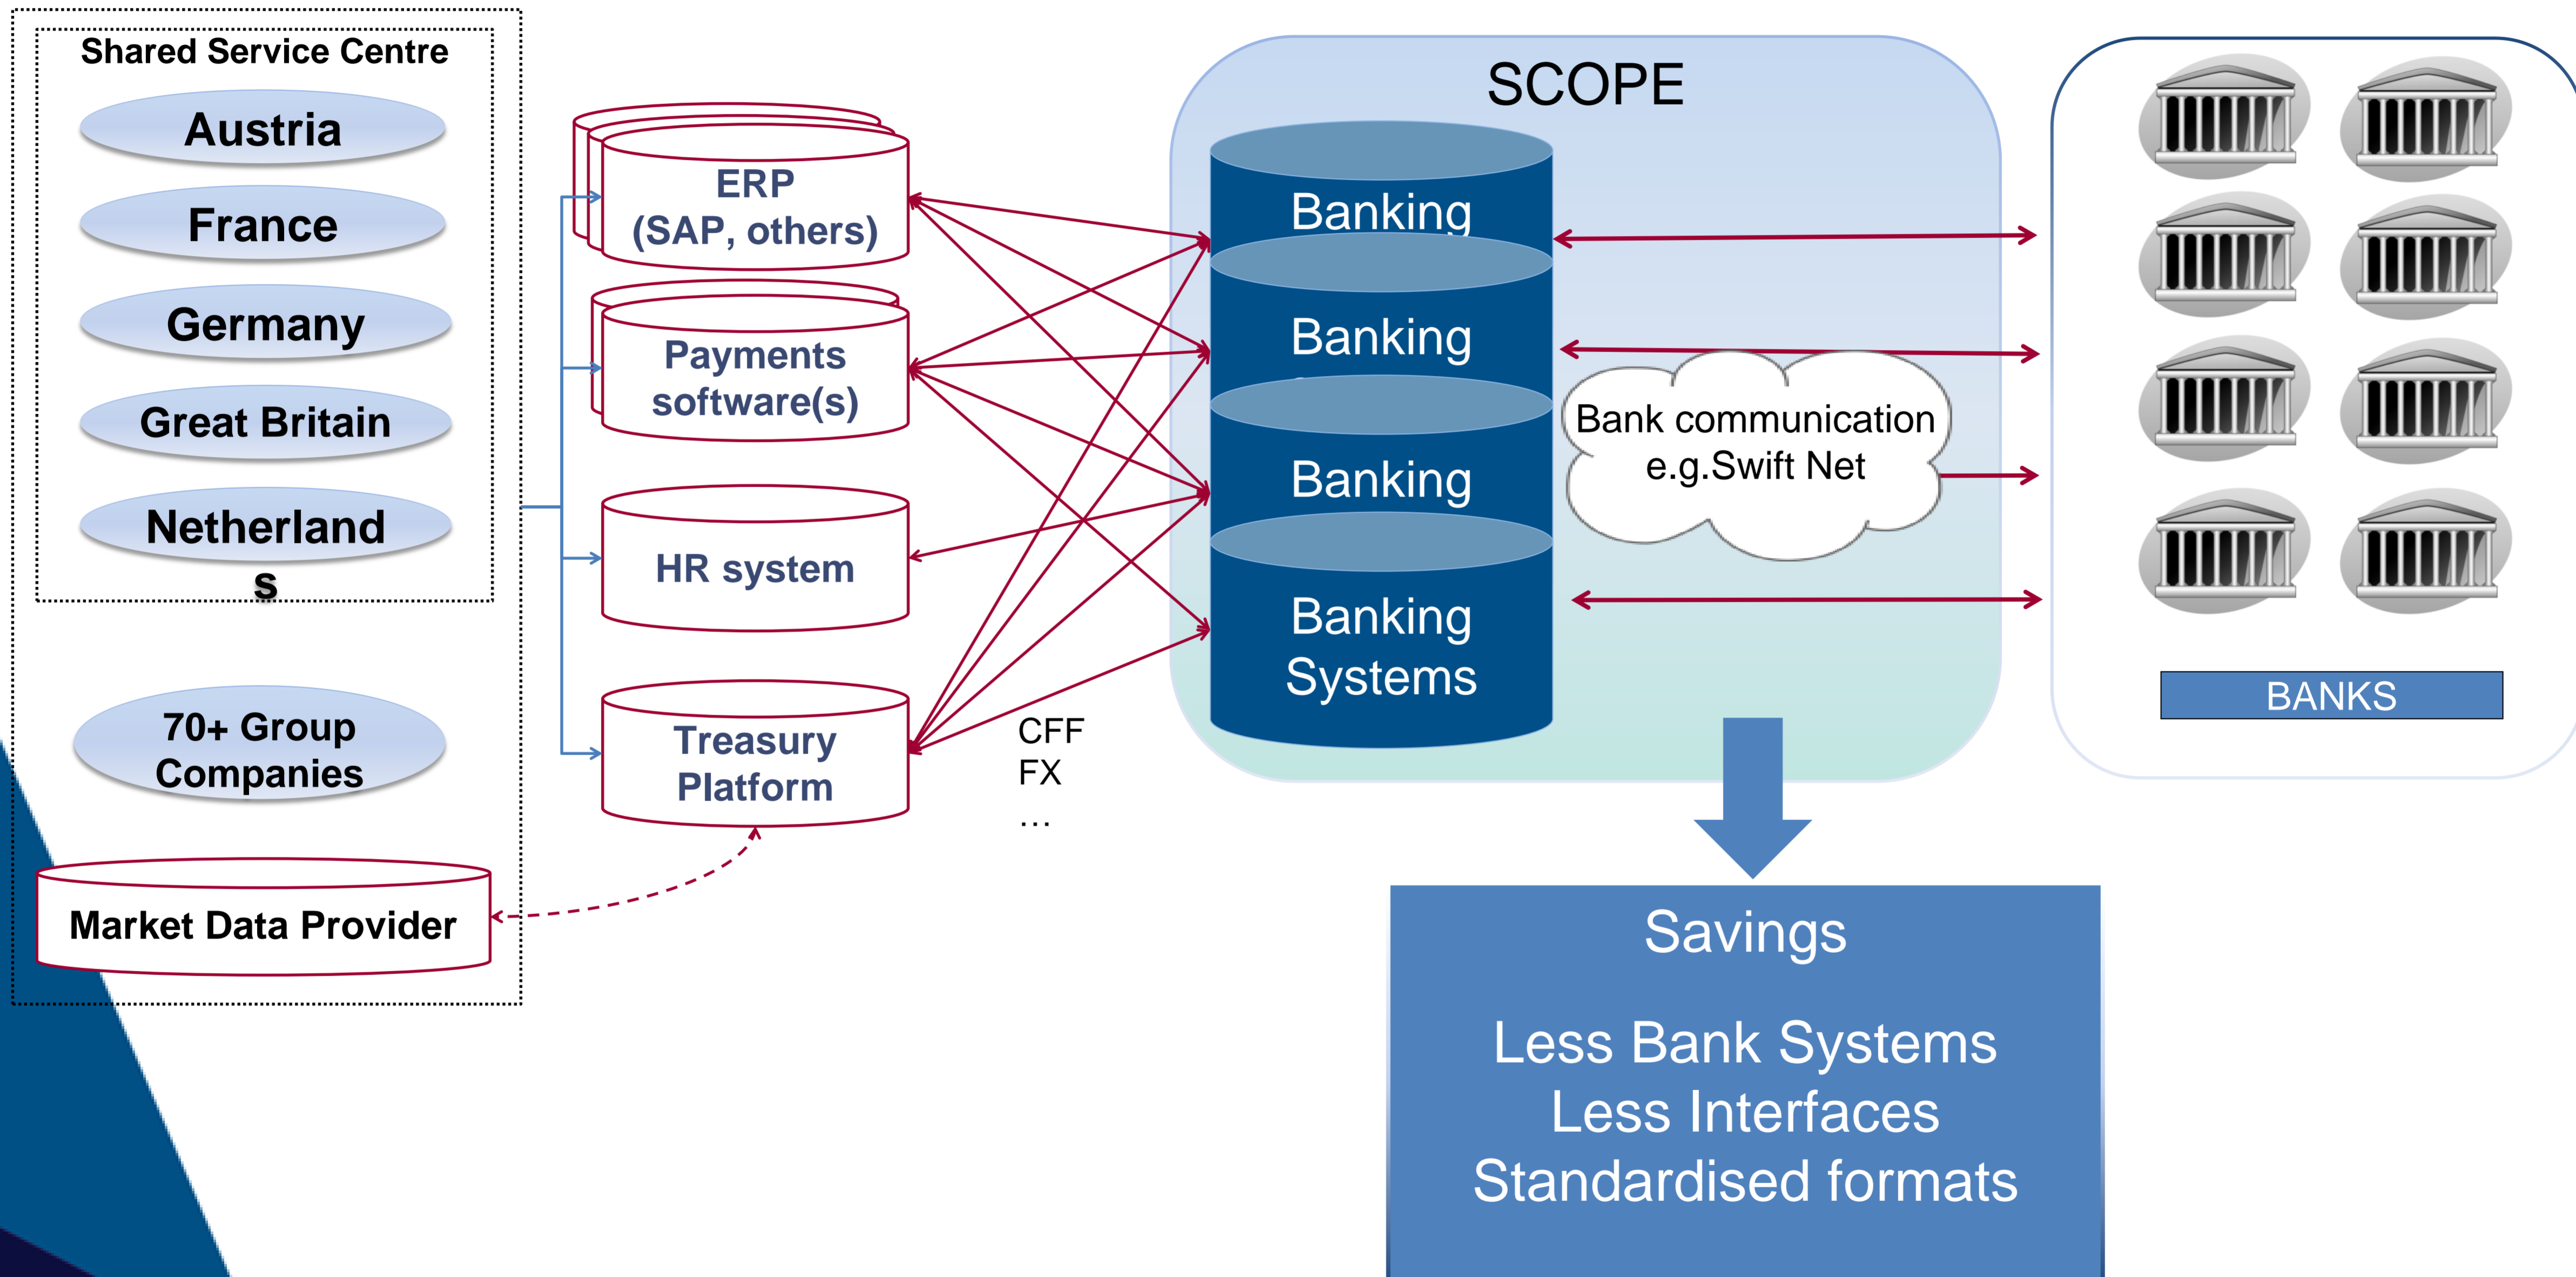 Shared Service Centre
Austria
France
Germany
Great Britain
Netherland
s
70+ Group
Companies
Market Data Provider
ERP
(SAP, others)
Payments
software(s)
HR system
Treasury
Platform
CFF
FX
…
SCOPE
Banking
Banking
Banking
Banking
Systems
Bank communication
e.g.Swift Net
BANKS
Savings
Less Bank Systems
Less Interfaces
Standardised formats